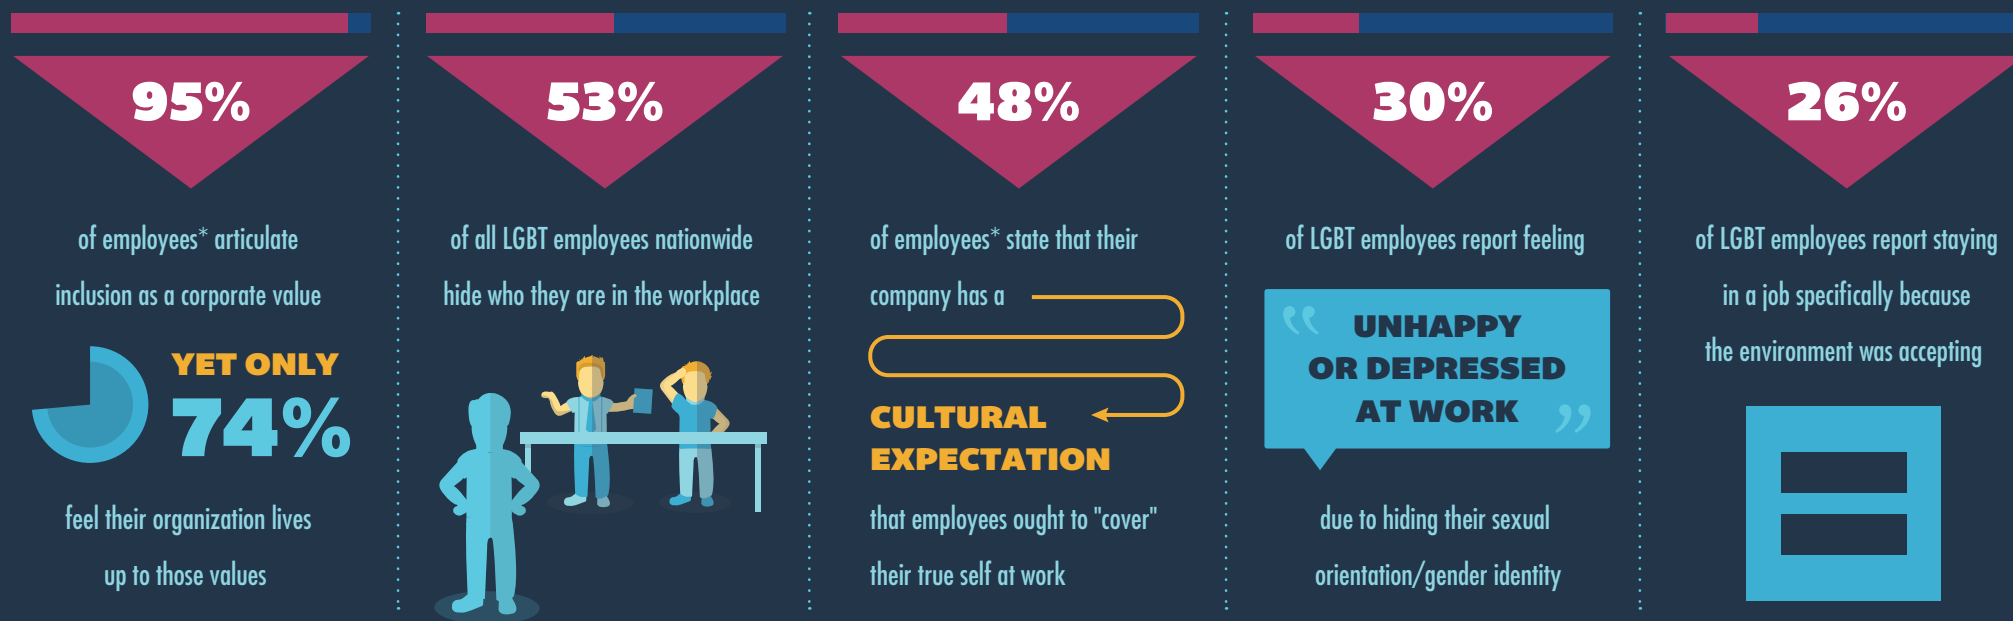 95%
of employees* articulate
inclusion as a corporate value
YET ONLY
74%
feel their organization lives
up to those values
53%
of all LGBT employees nationwide
hide who they are in the workplace
48%
of employees* state that their
company has a
CULTURAL
EXPECTATION
that employees ought to "cover"
their true self at work
30%
of LGBT employees report feeling
“ UNHAPPY
OR DEPRESSED
AT WORK ”
due to hiding their sexual
orientation/gender identity
26%
of LGBT employees report staying
in a job specifically because
the environment was accepting